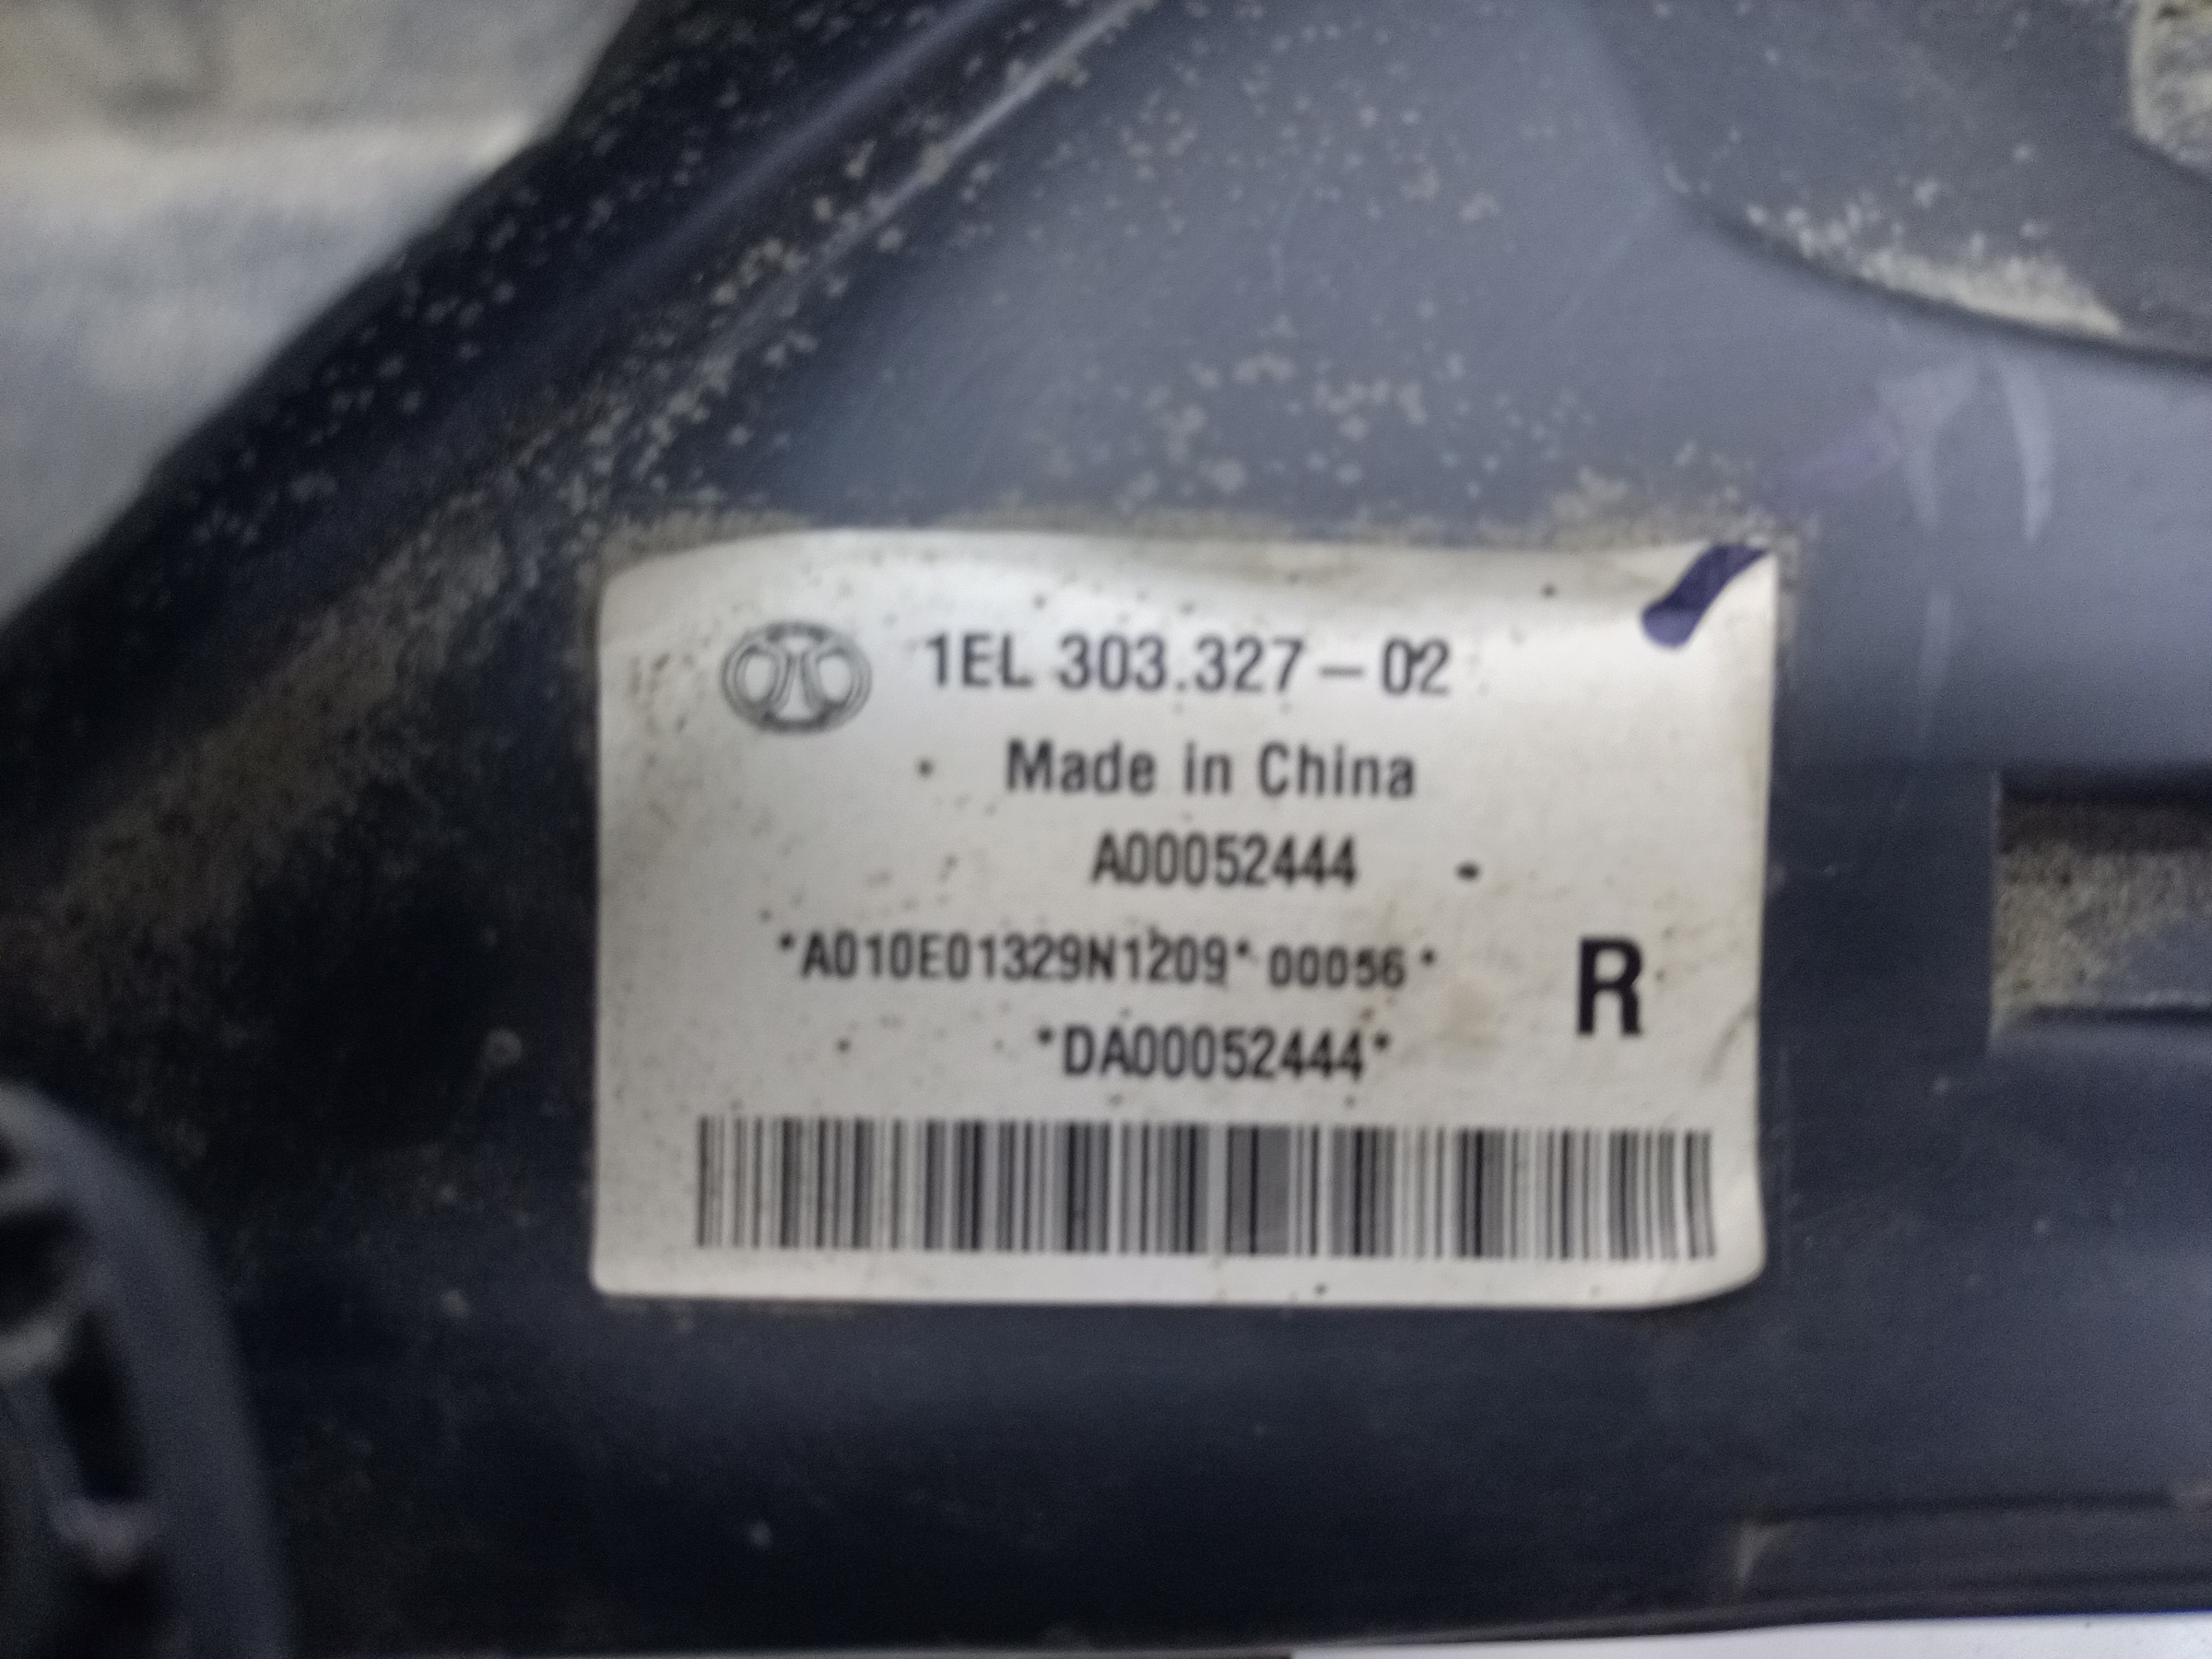 1EL 303.327-02
Made in China
A00052444
*A010E01329N1209*00056*
R
*DA00052444*